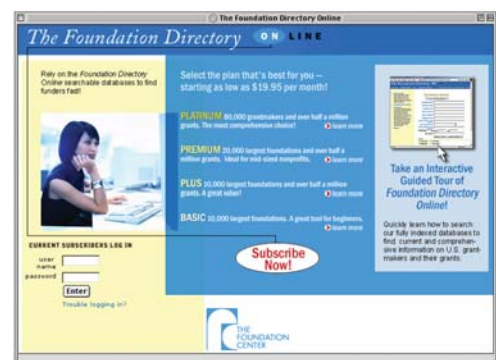 The Foundation Directory Online
The Foundation Directory ON LINE
Rely on the Foundation Directory
Online searchable databases to find
funders fast!
Select the plan that's best for you –
starting as low as $19.95 per month!
PLATINUM 80,000 grantmakers and over half a million
grants. The most comprehensive choice! learn more
PREMIUM 20,000 largest foundations and over half a
million grants. Ideal for mid-sized nonprofits. learn more
PLUS 10,000 largest foundations and over half a million
grants. A great value! learn more
BASIC 10,000 largest foundations. A great tool for beginners.
learn more
Subscribe
Now!
Take an Interactive
Guided Tour of
Foundation Directory
Online!
Quickly learn how to search
our fully indexed databases to
find current and comprehen-
sive information on U.S. grant-
makers and their grants.
CURRENT SUBSCRIBERS LOG IN
user
name
password
Enter
Trouble logging in?
THE
FOUNDATION
CENTER